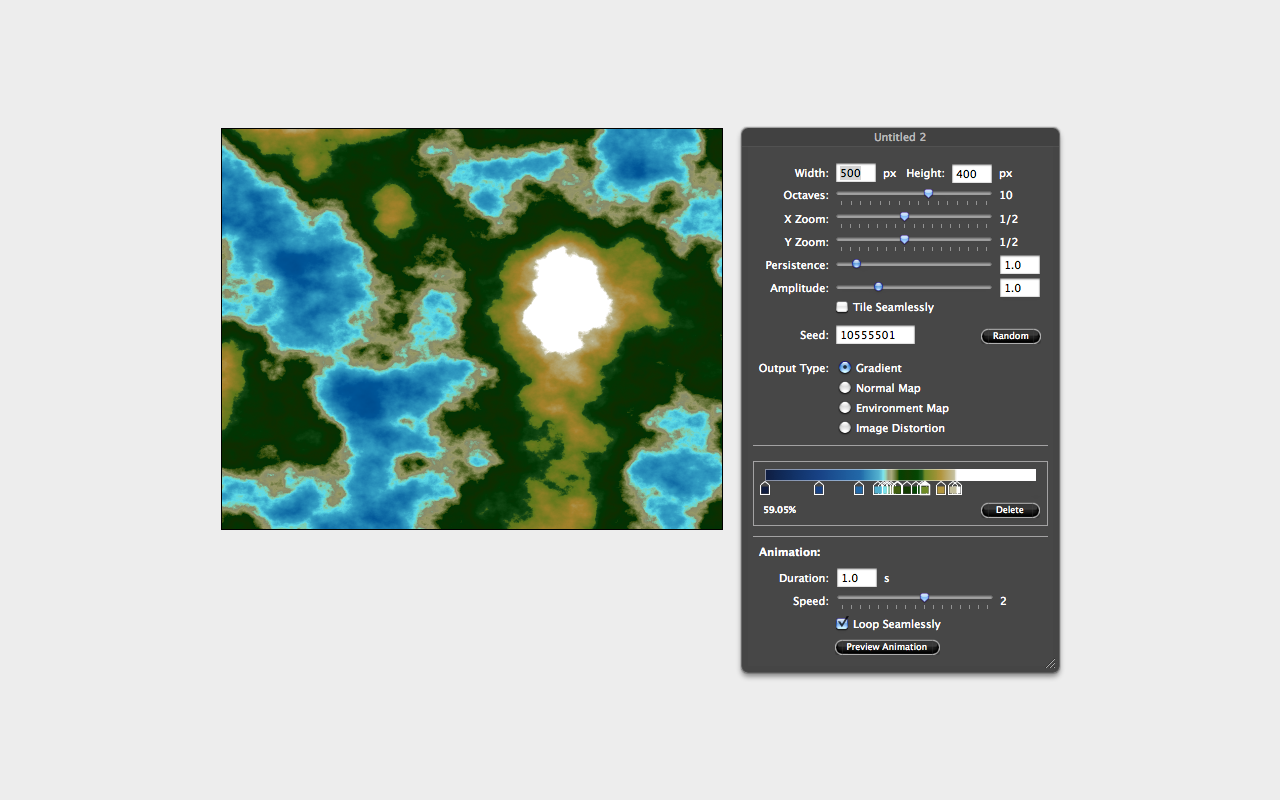 Untitled 2
Width: 500 px Height: 400 px
Octaves: 10
X Zoom: 1/2
Y Zoom: 1/2
Persistence: 1.0
Amplitude: 1.0
Tile Seamlessly
Seed: 10555501 Random
Output Type: Gradient
Normal Map
Environment Map
Image Distortion
59.05% Delete
Animation:
Duration: 1.0 s
Speed: 2
Loop Seamlessly
Preview Animation